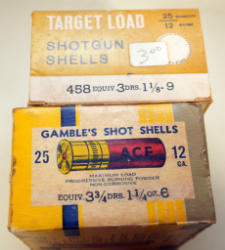 TARGET LOAD
SHOTGUN
SHELLS
25
12
3.00
458 EQUIV. 3 DRS. 1 1/8 - 9
GAMBLE'S SHOT SHELLS
25
ACE
12
GA.
MAXIMUM LOAD
PROGRESSIVE BURNING POWDER
NON-CORROSIVE
EQUIV. 3 3/4 DRS. 1 1/4 OZ. 6